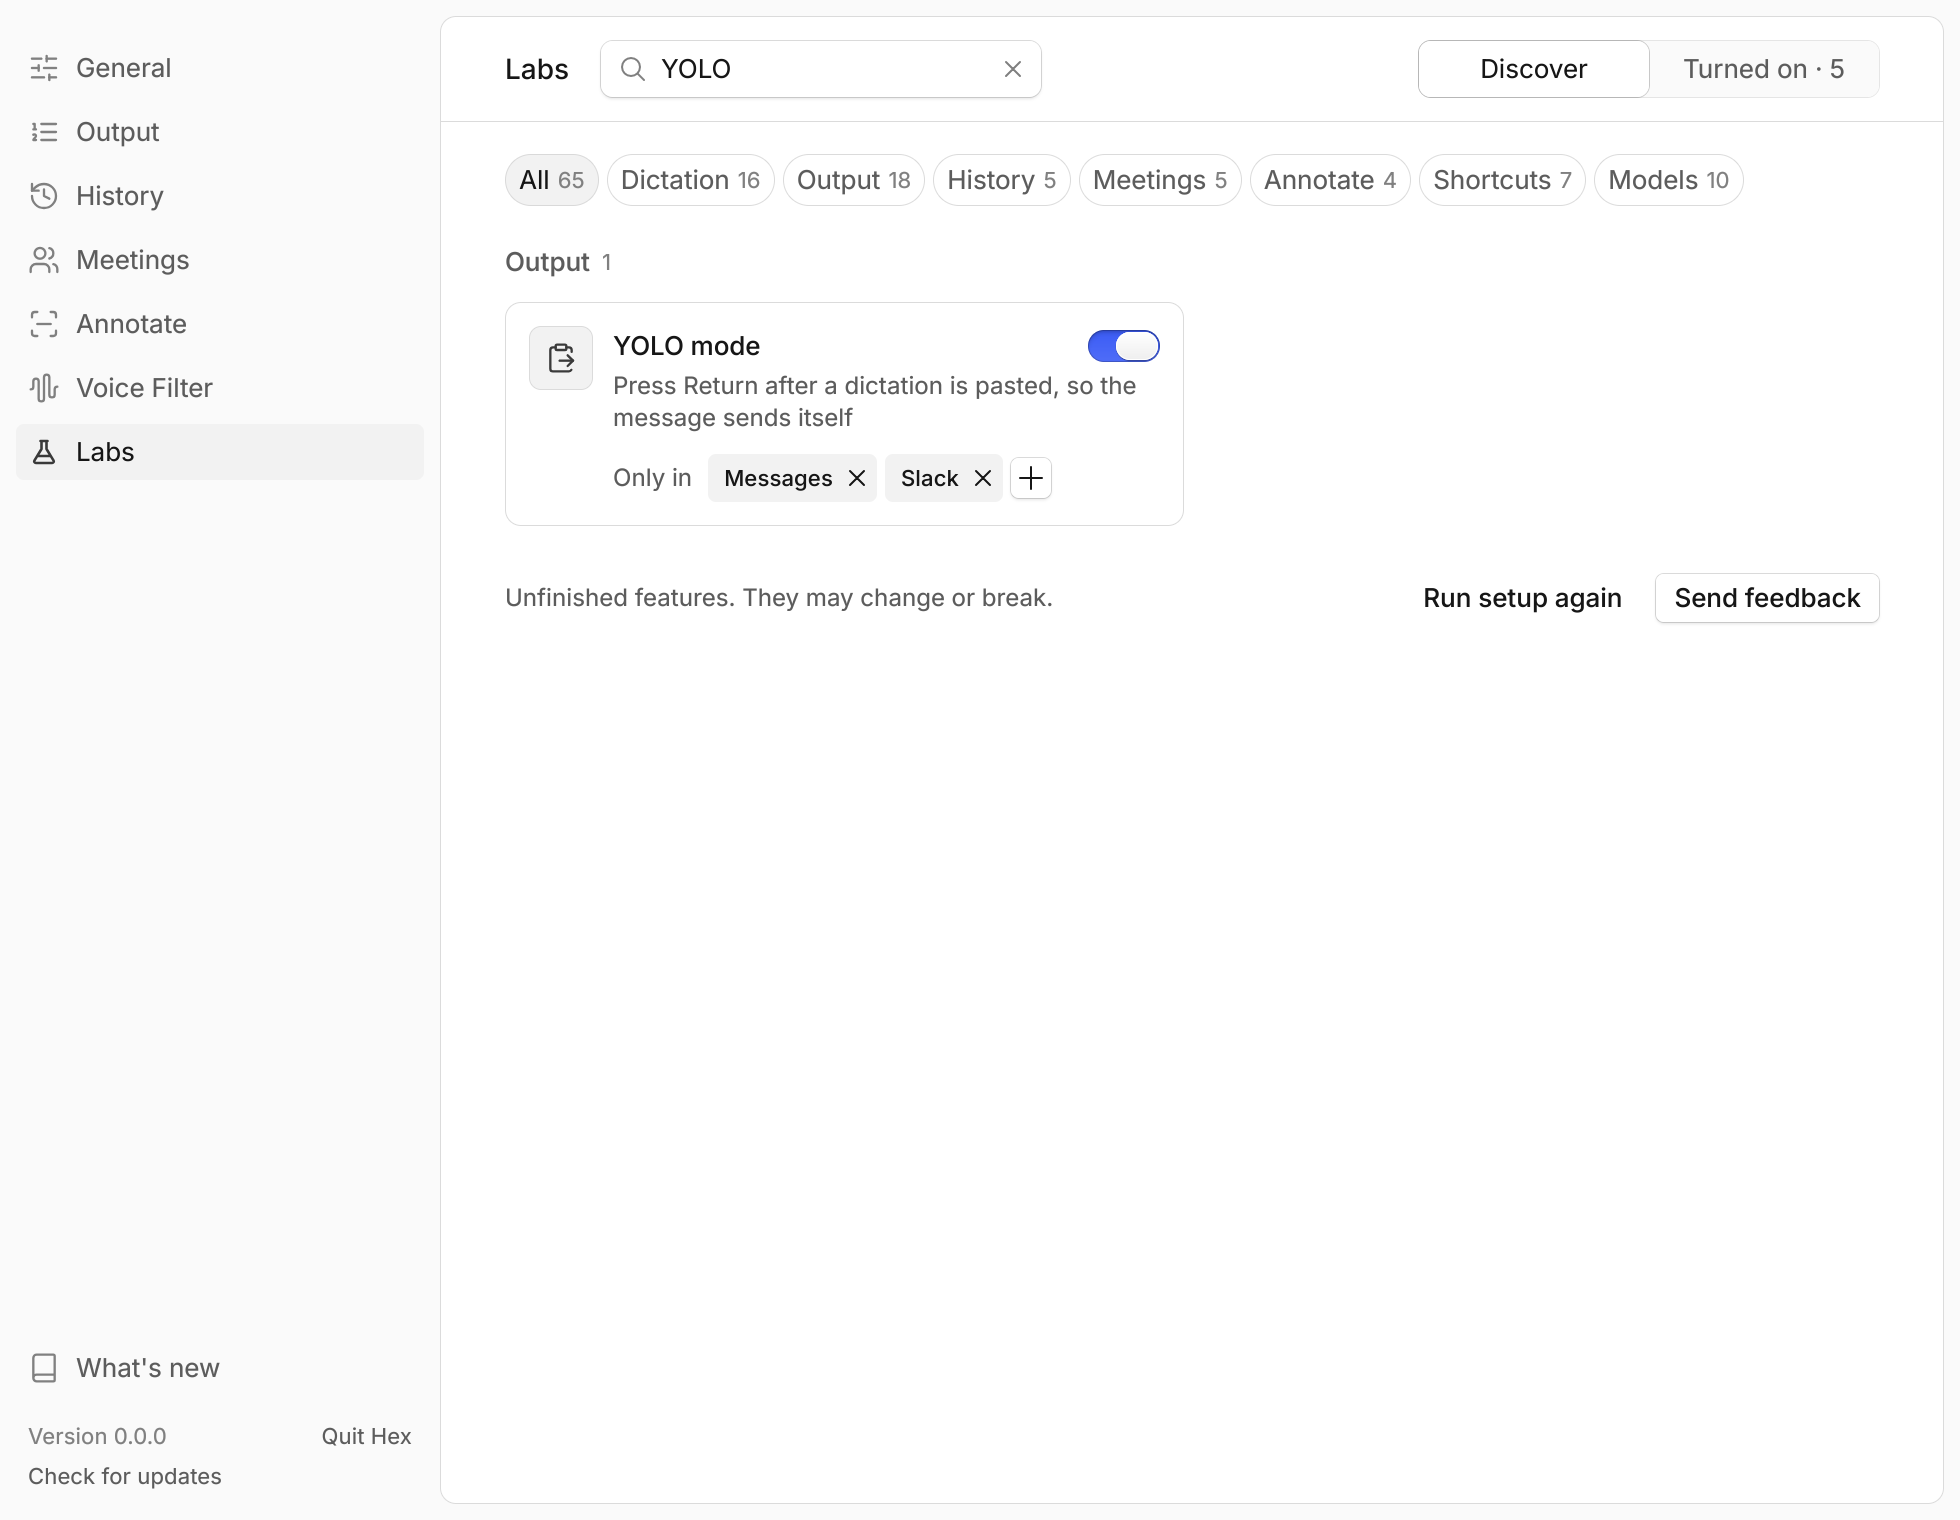 General
Output
History
Meetings
Annotate
Voice Filter
Labs
What's new
Version 0.0.0
Quit Hex
Check for updates
Labs
YOLO
Discover
Turned on · 5
All 65
Dictation 16
Output 18
History 5
Meetings 5
Annotate 4
Shortcuts 7
Models 10
Output 1
YOLO mode
Press Return after a dictation is pasted, so the
message sends itself
Only in
Messages
Slack
Unfinished features. They may change or break.
Run setup again
Send feedback